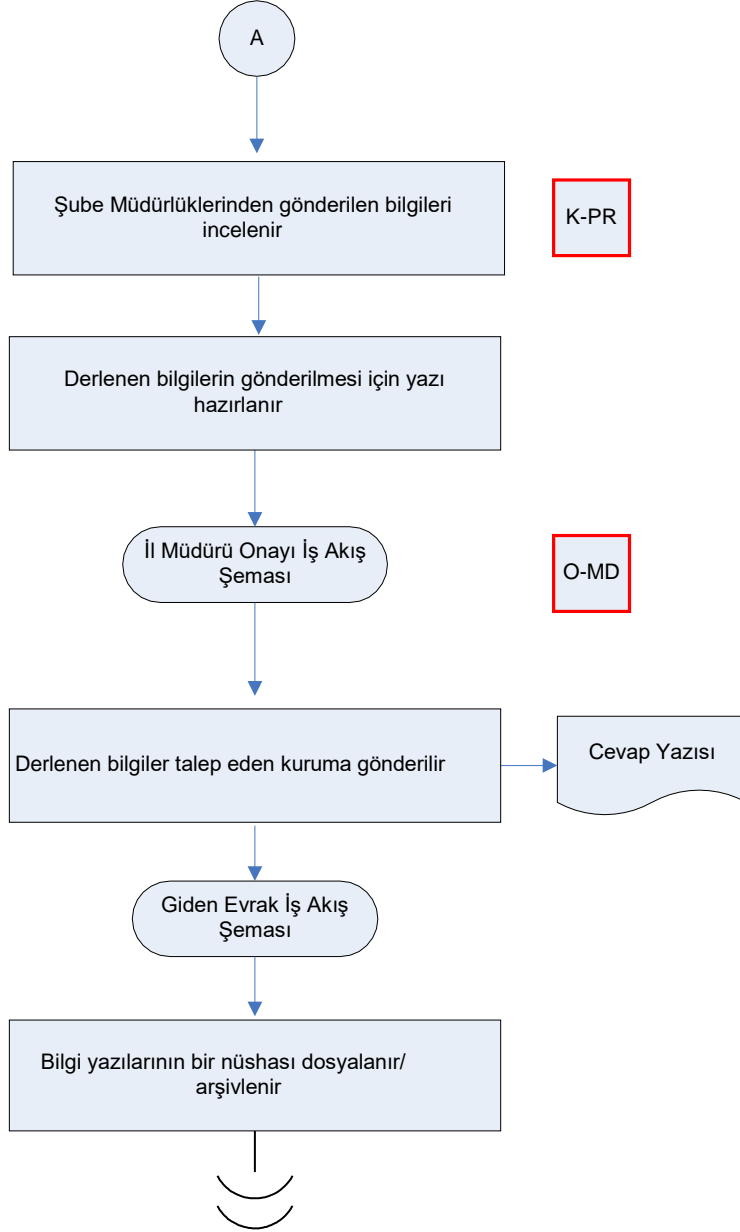 A
Şube Müdürlüklerinden gönderilen bilgileri
incelenir
K-PR
Derlenen bilgilerin gönderilmesi için yazı
hazırlanır
İl Müdürü Onayı İş Akış
Şeması
O-MD
Derlenen bilgiler talep eden kuruma gönderilir
Cevap Yazısı
Giden Evrak İş Akış
Şeması
Bilgi yazılarının bir nüshası dosyalanır/
arşivlenir